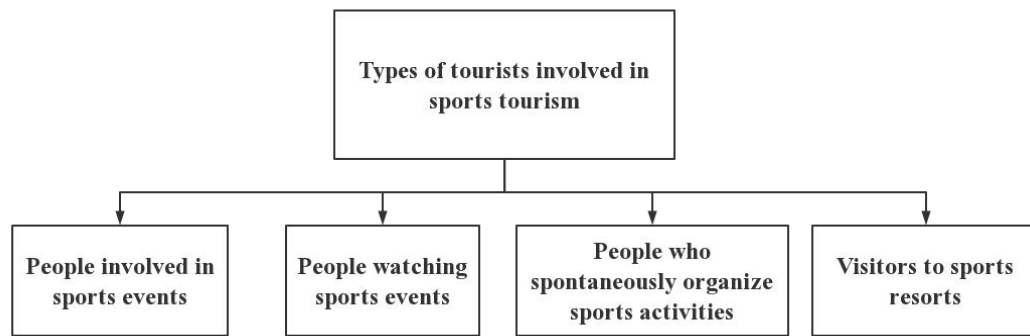 Types of tourists involved in
sports tourism
People involved in
sports events
People watching
sports events
People who
spontaneously organize
sports activities
Visitors to sports
resorts